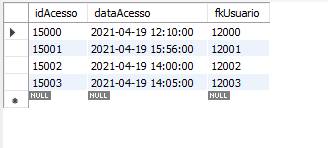 idAcesso dataAcesso fkUsuario
15000 2021-04-19 12:10:00 12000
15001 2021-04-19 15:56:00 12001
15002 2021-04-19 14:00:00 12002
15003 2021-04-19 14:05:00 12003
NULL NULL NULL